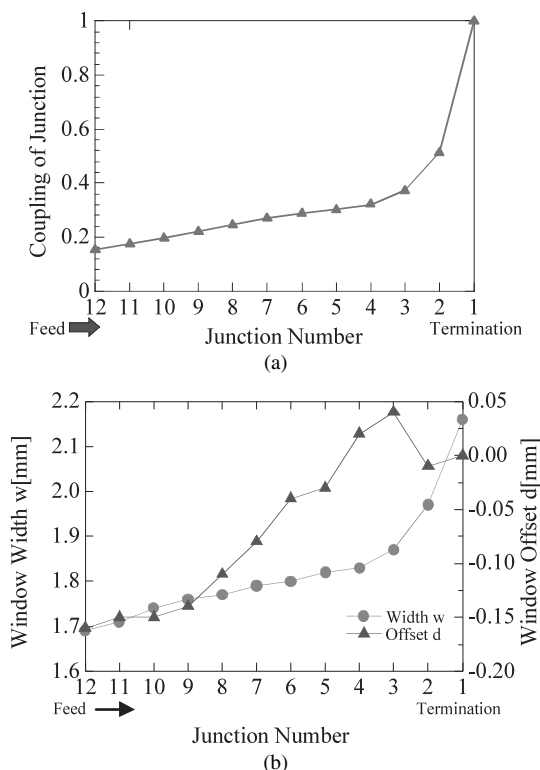 1
0.8
0.6
0.4
0.2
0
Coupling of Junction
12 11 10 9 8 7 6 5 4 3 2 1
Feed
Termination
Junction Number
(a)
2.2
2.1
2.0
1.9
1.8
1.7
1.6
Window Width w[mm]
0.05
0.00
-0.05
-0.10
-0.15
-0.20
Window Offset d[mm]
Width w
Offset d
12 11 10 9 8 7 6 5 4 3 2 1
Feed
Termination
Junction Number
(b)